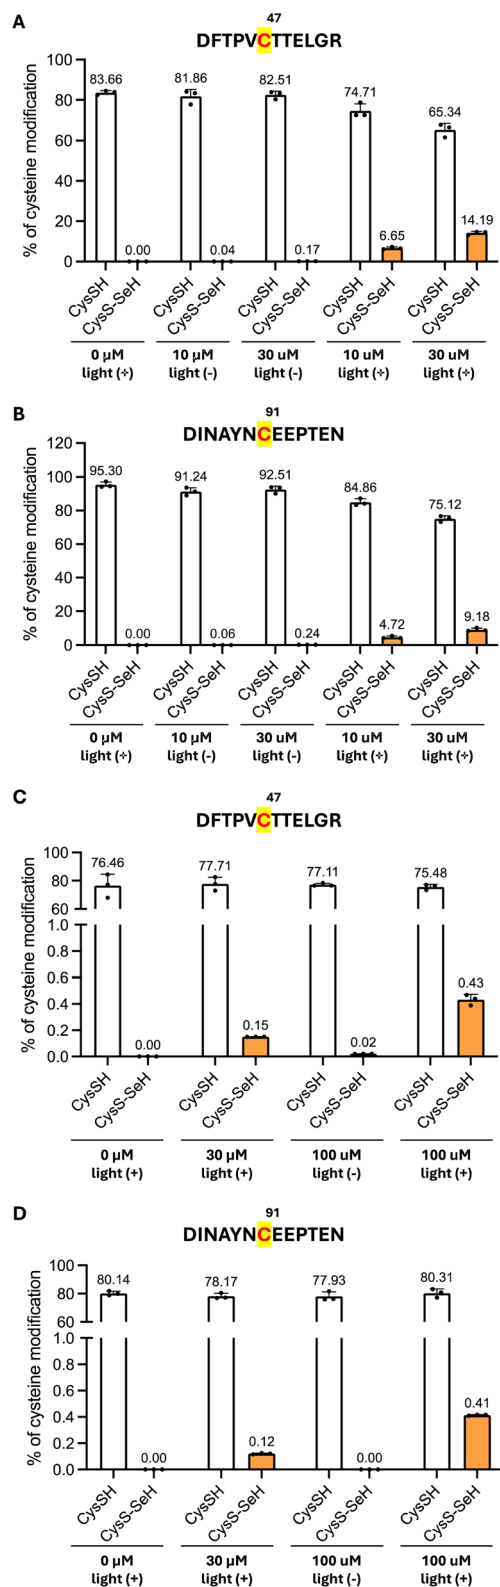 A
47
DFTPVCTTELGR
% of cysteine modification
100
80
60
40
20
0
83.66 0.00 81.86 0.04 82.51 0.17 74.71 6.65 65.34 14.19
CysSH CysS-SeH CysSH CysS-SeH CysSH CysS-SeH CysSH CysS-SeH CysSH CysS-SeH
0 µM 10 µM 30 uM 10 uM 30 uM
light (÷) light (-) light (-) light (÷) light (÷)
B
91
DINAYNCEEPTEN
% of cysteine modification
120
100
80
60
40
20
0
95.30 0.00 91.24 0.06 92.51 0.24 84.86 4.72 75.12 9.18
CysSH CysS-SeH CysSH CysS-SeH CysSH CysS-SeH CysSH CysS-SeH CysSH CysS-SeH
0 µM 10 µM 30 uM 10 uM 30 uM
light (÷) light (-) light (-) light (÷) light (÷)
C
47
DFTPVCTTELGR
% of cysteine modification
100
80
60
1.0
0.8
0.6
0.4
0.2
0.0
76.46 0.00 77.71 0.15 77.11 0.02 75.48 0.43
CysSH CysS-SeH CysSH CysS-SeH CysSH CysS-SeH CysSH CysS-SeH
0 µM 30 µM 100 uM 100 uM
light (+) light (+) light (-) light (+)
D
91
DINAYNCEEPTEN
% of cysteine modification
100
80
60
1.0
0.8
0.6
0.4
0.2
0.0
80.14 0.00 78.17 0.12 77.93 0.00 80.31 0.41
CysSH CysS-SeH CysSH CysS-SeH CysSH CysS-SeH CysSH CysS-SeH
0 µM 30 µM 100 uM 100 uM
light (+) light (+) light (-) light (+)